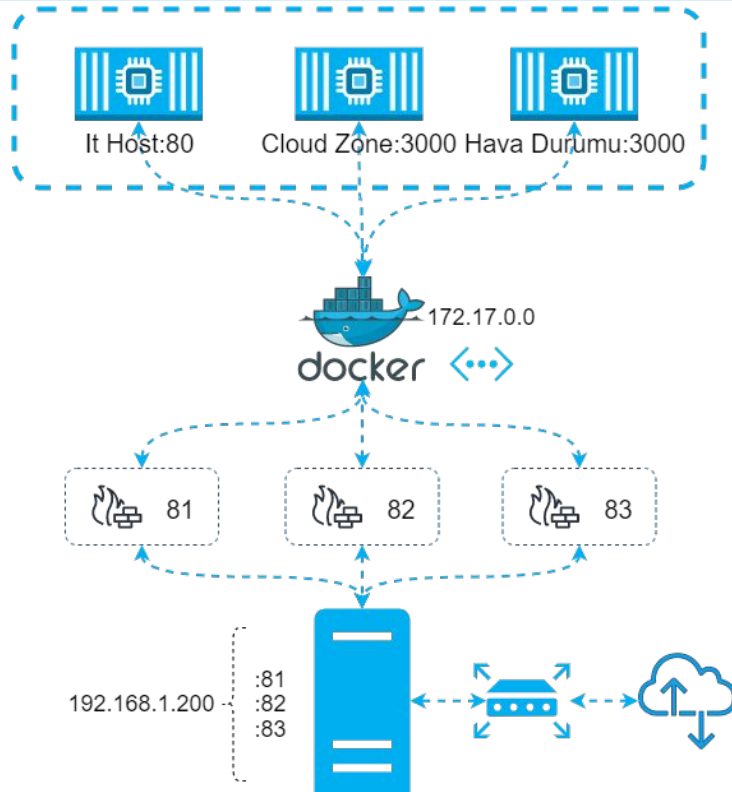 It Host:80
Cloud Zone:3000
Hava Durumu:3000
172.17.0.0
docker
81
82
83
192.168.1.200
:81
:82
:83